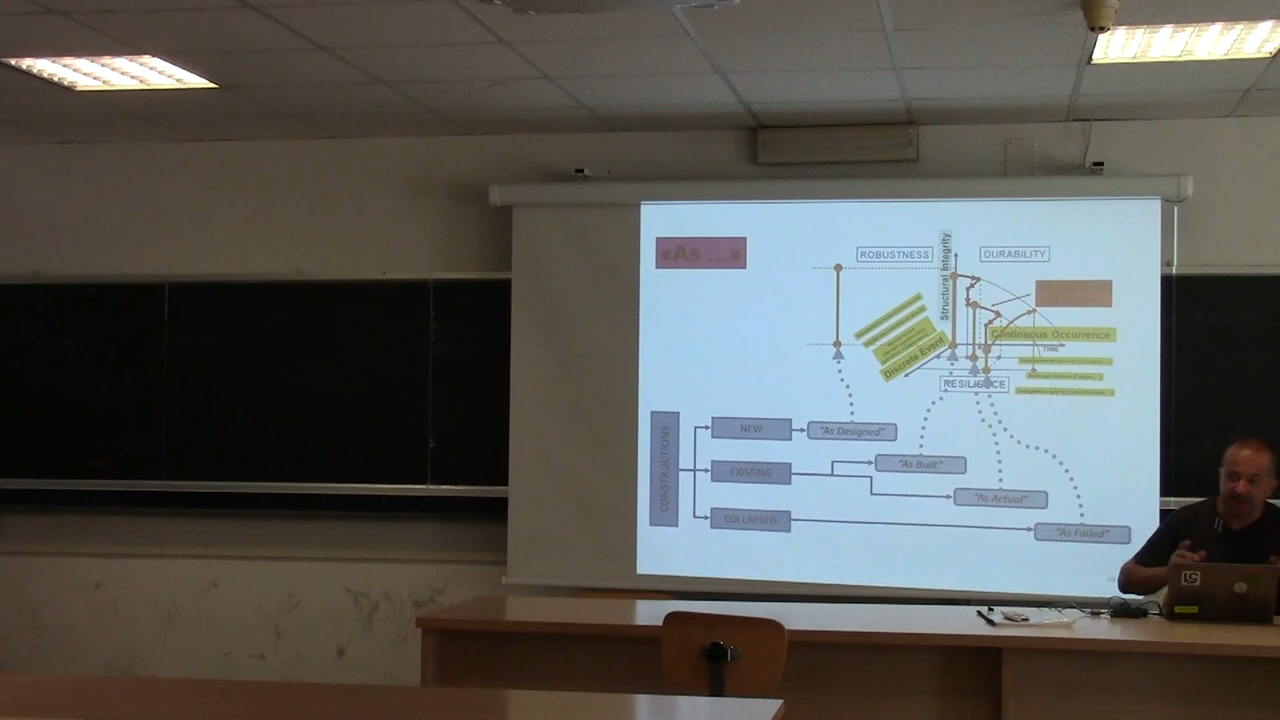 «As ...»
ROBUSTNESS
DURABILITY
Structural Integrity
Continuous Occurrence
TIME
Discrete Event
RESILIENCE
CONSTRUCTIONS
NEW
"As Designed"
EXISTING
"As Built"
"As Actual"
COLLAPSED
"As Failed"